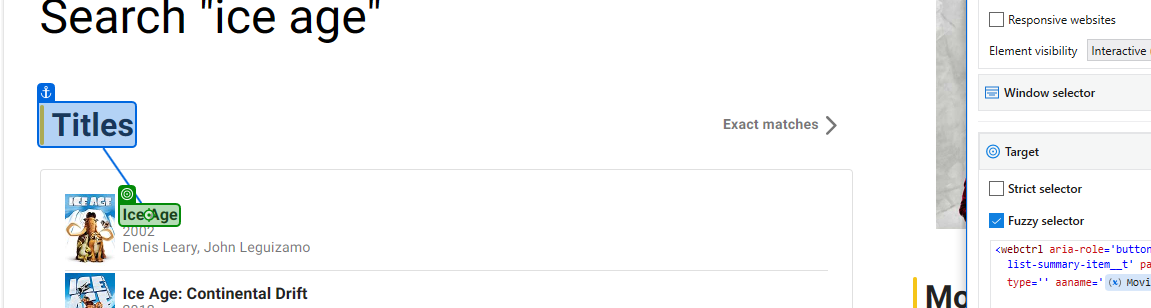 Search "ice age"
Titles
Exact matches
ICE AGE
Ice Age
2002
Denis Leary, John Leguizamo
Ice Age: Continental Drift
Responsive websites
Element visibility Interactive
Window selector
Target
Strict selector
Fuzzy selector
<webctrl aria-role='button
list-summary-item__t' pa
type='' aaname='(x) Movi
Mo